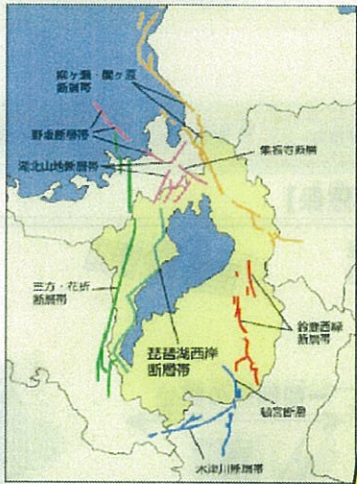 柳ヶ瀬・関ヶ原
断層帯
野坂断層帯
集福寺断層
湖北山地断層帯
三方・花折
断層帯
鈴鹿西縁
断層帯
琵琶湖西岸
断層帯
頓宮断層
木津川断層帯